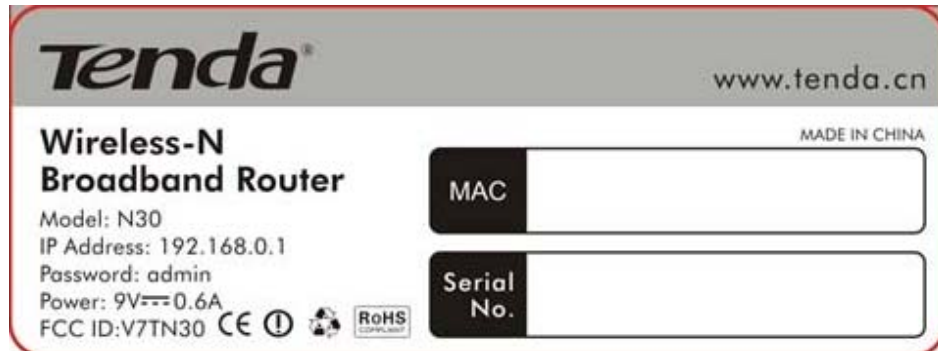 Tenda®
www.tenda.cn
Wireless-N
Broadband Router
Model: N30
IP Address: 192.168.0.1
Password: admin
Power: 9V⎓0.6A
FCC ID:V7TN30 CE RoHS
COMPLIANT
MADE IN CHINA
MAC
Serial
No.